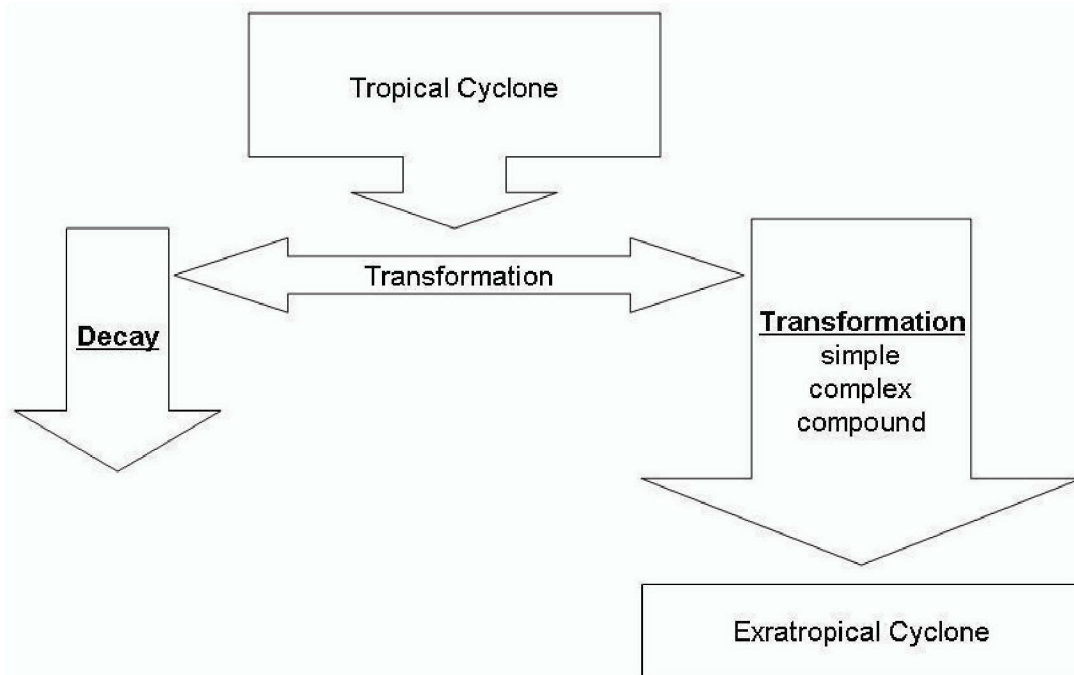 Tropical Cyclone
Transformation
Decay
Transformation
simple
complex
compound
Exratropical Cyclone